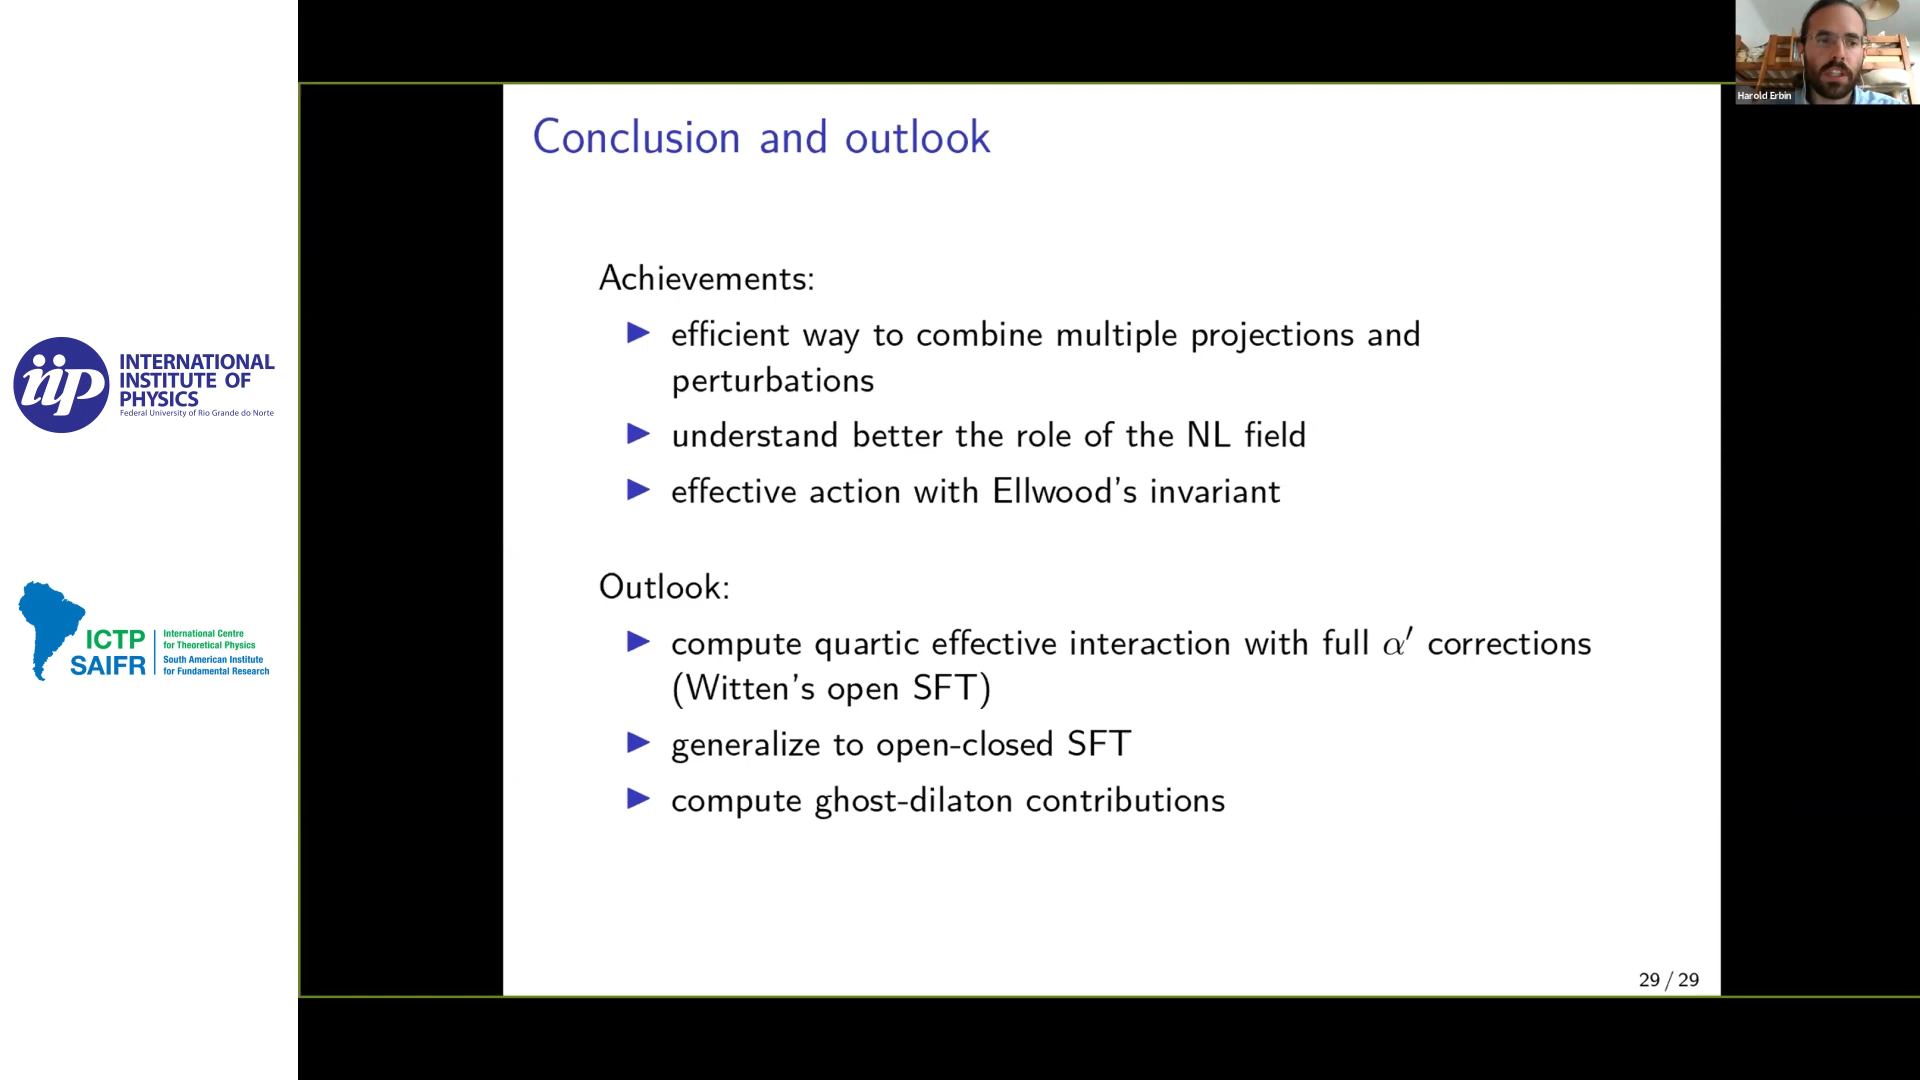 Harold Erbin
Conclusion and outlook
Achievements:
▶ efficient way to combine multiple projections and
perturbations
▶ understand better the role of the NL field
▶ effective action with Ellwood's invariant
Outlook:
▶ compute quartic effective interaction with full α′ corrections
(Witten's open SFT)
▶ generalize to open-closed SFT
▶ compute ghost-dilaton contributions
29 / 29
iip
INTERNATIONAL
INSTITUTE OF
PHYSICS
Federal University of Rio Grande do Norte
ICTP
SAIFR
International Centre
for Theoretical Physics
South American Institute
for Fundamental Research